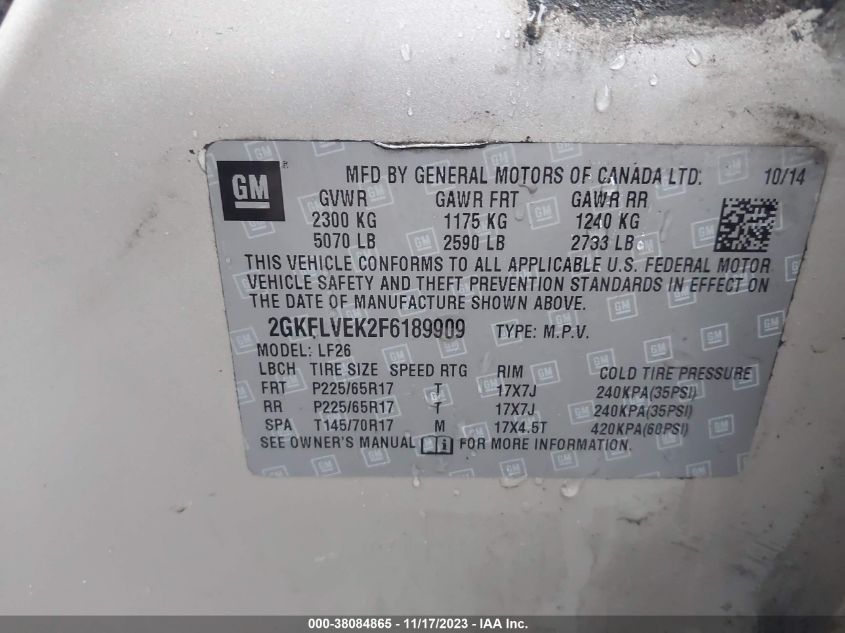 GM ® MFD BY GENERAL MOTORS OF CANADA LTD. 10/14
GVWR GAWR FRT GAWR RR
2300 KG 1175 KG 1240 KG
5070 LB 2590 LB 2733 LB
THIS VEHICLE CONFORMS TO ALL APPLICABLE U.S. FEDERAL MOTOR
VEHICLE SAFETY AND THEFT PREVENTION STANDARDS IN EFFECT ON
THE DATE OF MANUFACTURE SHOWN ABOVE.
2GKFLVEK2F6189909 TYPE: M.P.V.
MODEL: LF26
LBCH TIRE SIZE SPEED RTG RIM COLD TIRE PRESSURE
FRT P225/65R17 T 17X7J 240KPA(35PSI)
RR P225/65R17 T 17X7J 240KPA(35PSI)
SPA T145/70R17 M 17X4.5T 420KPA(60PSI)
SEE OWNER'S MANUAL i FOR MORE INFORMATION.
000-38084865 - 11/17/2023 - 1117 - IAA Inc.